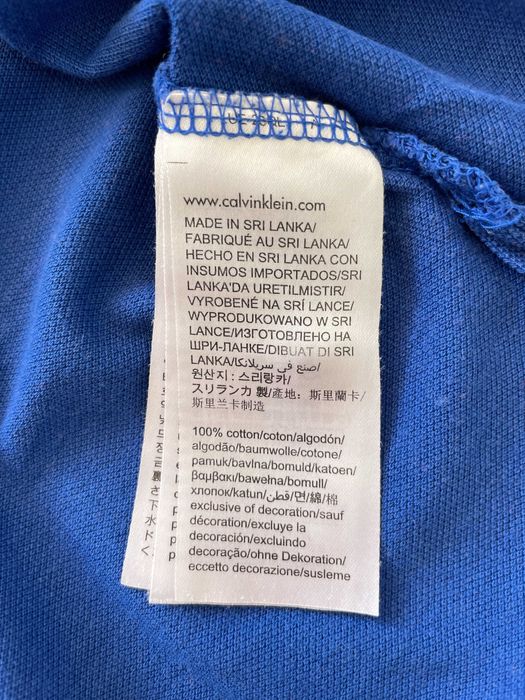 www.calvinklein.com
MADE IN SRI LANKA/
FABRIQUÉ AU SRI LANKA/
HECHO EN SRI LANKA CON
INSUMOS IMPORTADOS/SRI
LANKA'DA URETILMISTIR/
VYROBENÉ NA SRÍ LANCE/
WYPRODUKOWANO W SRI
LANCE/ИЗГОТОВЛЕНО НА
ШРИ-ЛАНКЕ/DIBUAT DI SRI
LANKA/صنع في سريلانكا/
원산지 : 스리랑카/
スリランカ 製/產地: 斯里蘭卡/
斯里兰卡制造
100% cotton/coton/algodón/
algodão/baumwolle/cotone/
pamuk/bavlna/bomuld/katoen/
βαμβακι/bawełna/bomull/
хлопок/katun/قطن/면/綿/棉
exclusive of decoration/sauf
décoration/excluye la
decoración/excluindo
decoração/ohne Dekoration/
eccetto decorazione/susleme